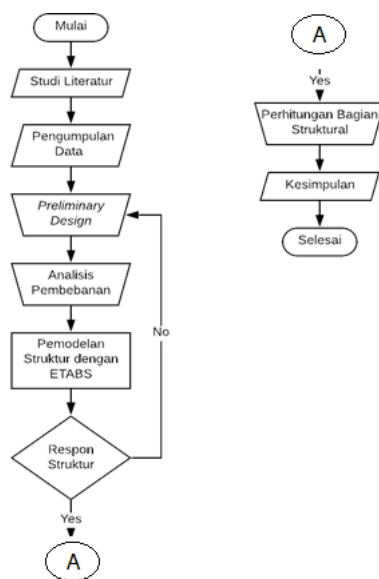 Mulai
Studi Literatur
Pengumpulan
Data
Preliminary
Design
Analisis
Pembebanan
Pemodelan
Struktur dengan
ETABS
No
Respon
Struktur
Yes
A
A
Yes
Perhitungan Bagian
Struktural
Kesimpulan
Selesai